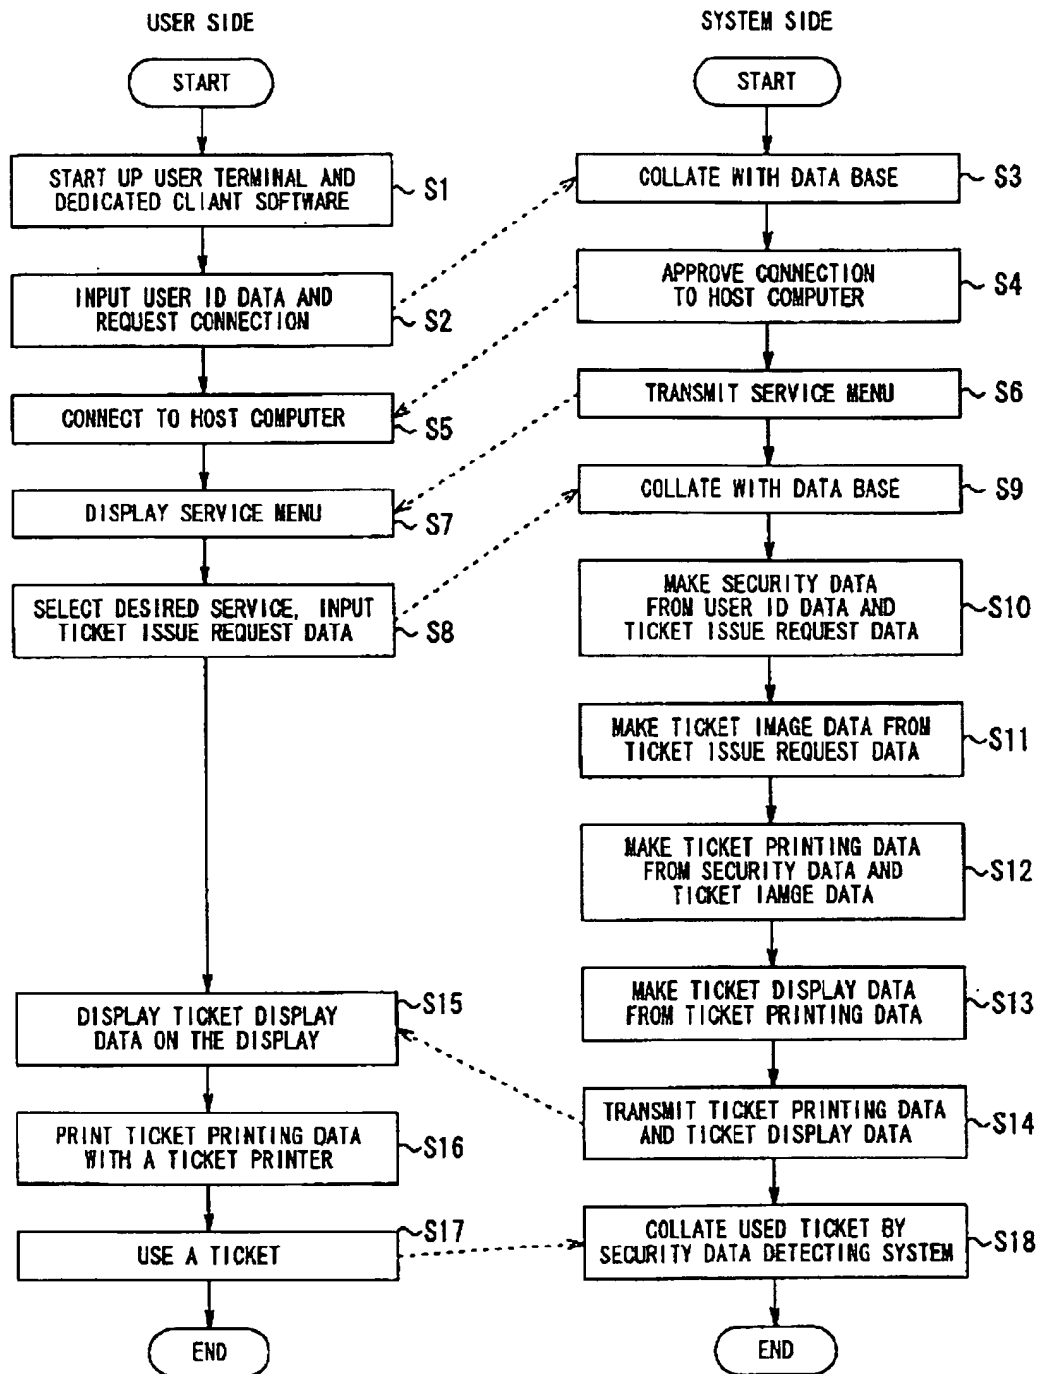 USER SIDE
START
START UP USER TERMINAL AND
DEDICATED CLIANT SOFTWARE
S1
INPUT USER ID DATA AND
REQUEST CONNECTION
S2
CONNECT TO HOST COMPUTER
S5
DISPLAY SERVICE MENU
S7
SELECT DESIRED SERVICE, INPUT
TICKET ISSUE REQUEST DATA
S8
DISPLAY TICKET DISPLAY
DATA ON THE DISPLAY
S15
PRINT TICKET PRINTING DATA
WITH A TICKET PRINTER
S16
USE A TICKET
S17
END
SYSTEM SIDE
START
COLLATE WITH DATA BASE
S3
APPROVE CONNECTION
TO HOST COMPUTER
S4
TRANSMIT SERVICE MENU
S6
COLLATE WITH DATA BASE
S9
MAKE SECURITY DATA
FROM USER ID DATA AND
TICKET ISSUE REQUEST DATA
S10
MAKE TICKET IMAGE DATA FROM
TICKET ISSUE REQUEST DATA
S11
MAKE TICKET PRINTING DATA
FROM SECURITY DATA AND
TICKET IAMGE DATA
S12
MAKE TICKET DISPLAY DATA
FROM TICKET PRINTING DATA
S13
TRANSMIT TICKET PRINTING DATA
AND TICKET DISPLAY DATA
S14
COLLATE USED TICKET BY
SECURITY DATA DETECTING SYSTEM
S18
END